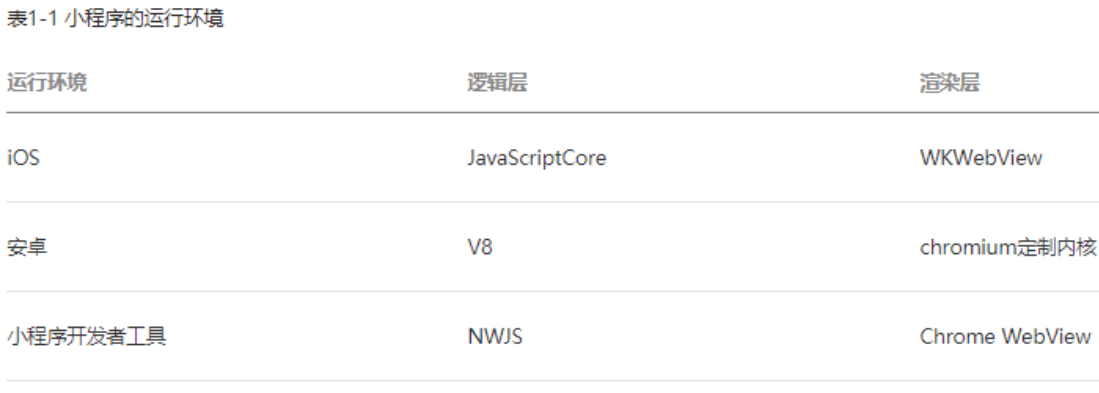 表1-1 小程序的运行环境
运行环境 逻辑层 渲染层
iOS JavaScriptCore WKWebView
安卓 V8 chromium定制内核
小程序开发者工具 NWJS Chrome WebView